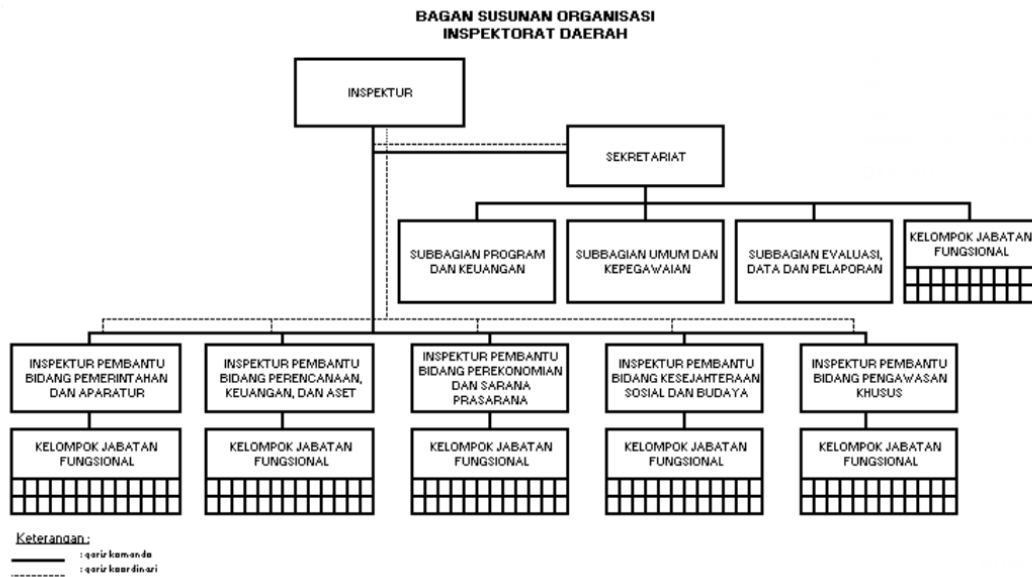 BAGAN SUSUNAN ORGANISASI
INSPEKTORAT DAERAH
INSPEKTUR
SEKRETARIAT
SUBBAGIAN PROGRAM
DAN KEUANGAN
SUBBAGIAN UMUM DAN
KEPEGAWAIAN
SUBBAGIAN EVALUASI,
DATA DAN PELAPORAN
KELOMPOK JABATAN
FUNGSIONAL
INSPEKTUR PEMBANTU
BIDANG PEMERINTAHAN
DAN APARATUR
INSPEKTUR PEMBANTU
BIDANG PERENCANAAN,
KEUANGAN, DAN ASET
INSPEKTUR PEMBANTU
BIDANG PEREKONOMIAN
DAN SARANA
PRASARANA
INSPEKTUR PEMBANTU
BIDANG KESEJAHTERAAN
SOSIAL DAN BUDAYA
INSPEKTUR PEMBANTU
BIDANG PENGAWASAN
KHUSUS
KELOMPOK JABATAN
FUNGSIONAL
KELOMPOK JABATAN
FUNGSIONAL
KELOMPOK JABATAN
FUNGSIONAL
KELOMPOK JABATAN
FUNGSIONAL
KELOMPOK JABATAN
FUNGSIONAL
Keterangan :
: garis komando
: garis koordinasi